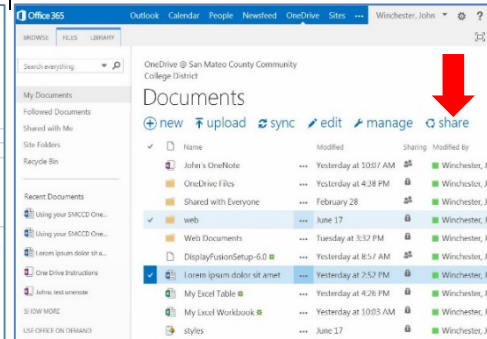 Office 365 Outlook Calendar People Newsfeed OneDrive Sites ... Winchester, John ?
BROWSE FILES LIBRARY
Search everything
OneDrive @ San Mateo County Community
College District
Documents
My Documents
Followed Documents
Shared with Me
Site Folders
Recycle Bin
new upload sync edit manage share
Name Modified Sharing Modified By
John's OneNote ... Yesterday at 10:07 AM Winchester, J
OneDrive Files ... Yesterday at 4:38 PM Winchester, J
Shared with Everyone ... February 28 Winchester, J
web ... June 17 Winchester, J
Web Documents ... Tuesday at 3:32 PM Winchester, J
DisplayFusionSetup-6.0 ... Yesterday at 8:57 AM Winchester, J
Lorem ipsum dolor sit amet ... Yesterday at 2:52 PM Winchester, J
My Excel Table ... Yesterday at 4:26 PM Winchester, J
My Excel Workbook ... Yesterday at 10:03 AM Winchester, J
styles ... June 17 Winchester, J
Recent Documents
Using your SMCCD One...
Using your SMCCD One...
Lorem ipsum dolor sit a...
One Drive Instructions
Johns test onenote
SHOW MORE
USE OFFICE ON DEMAND